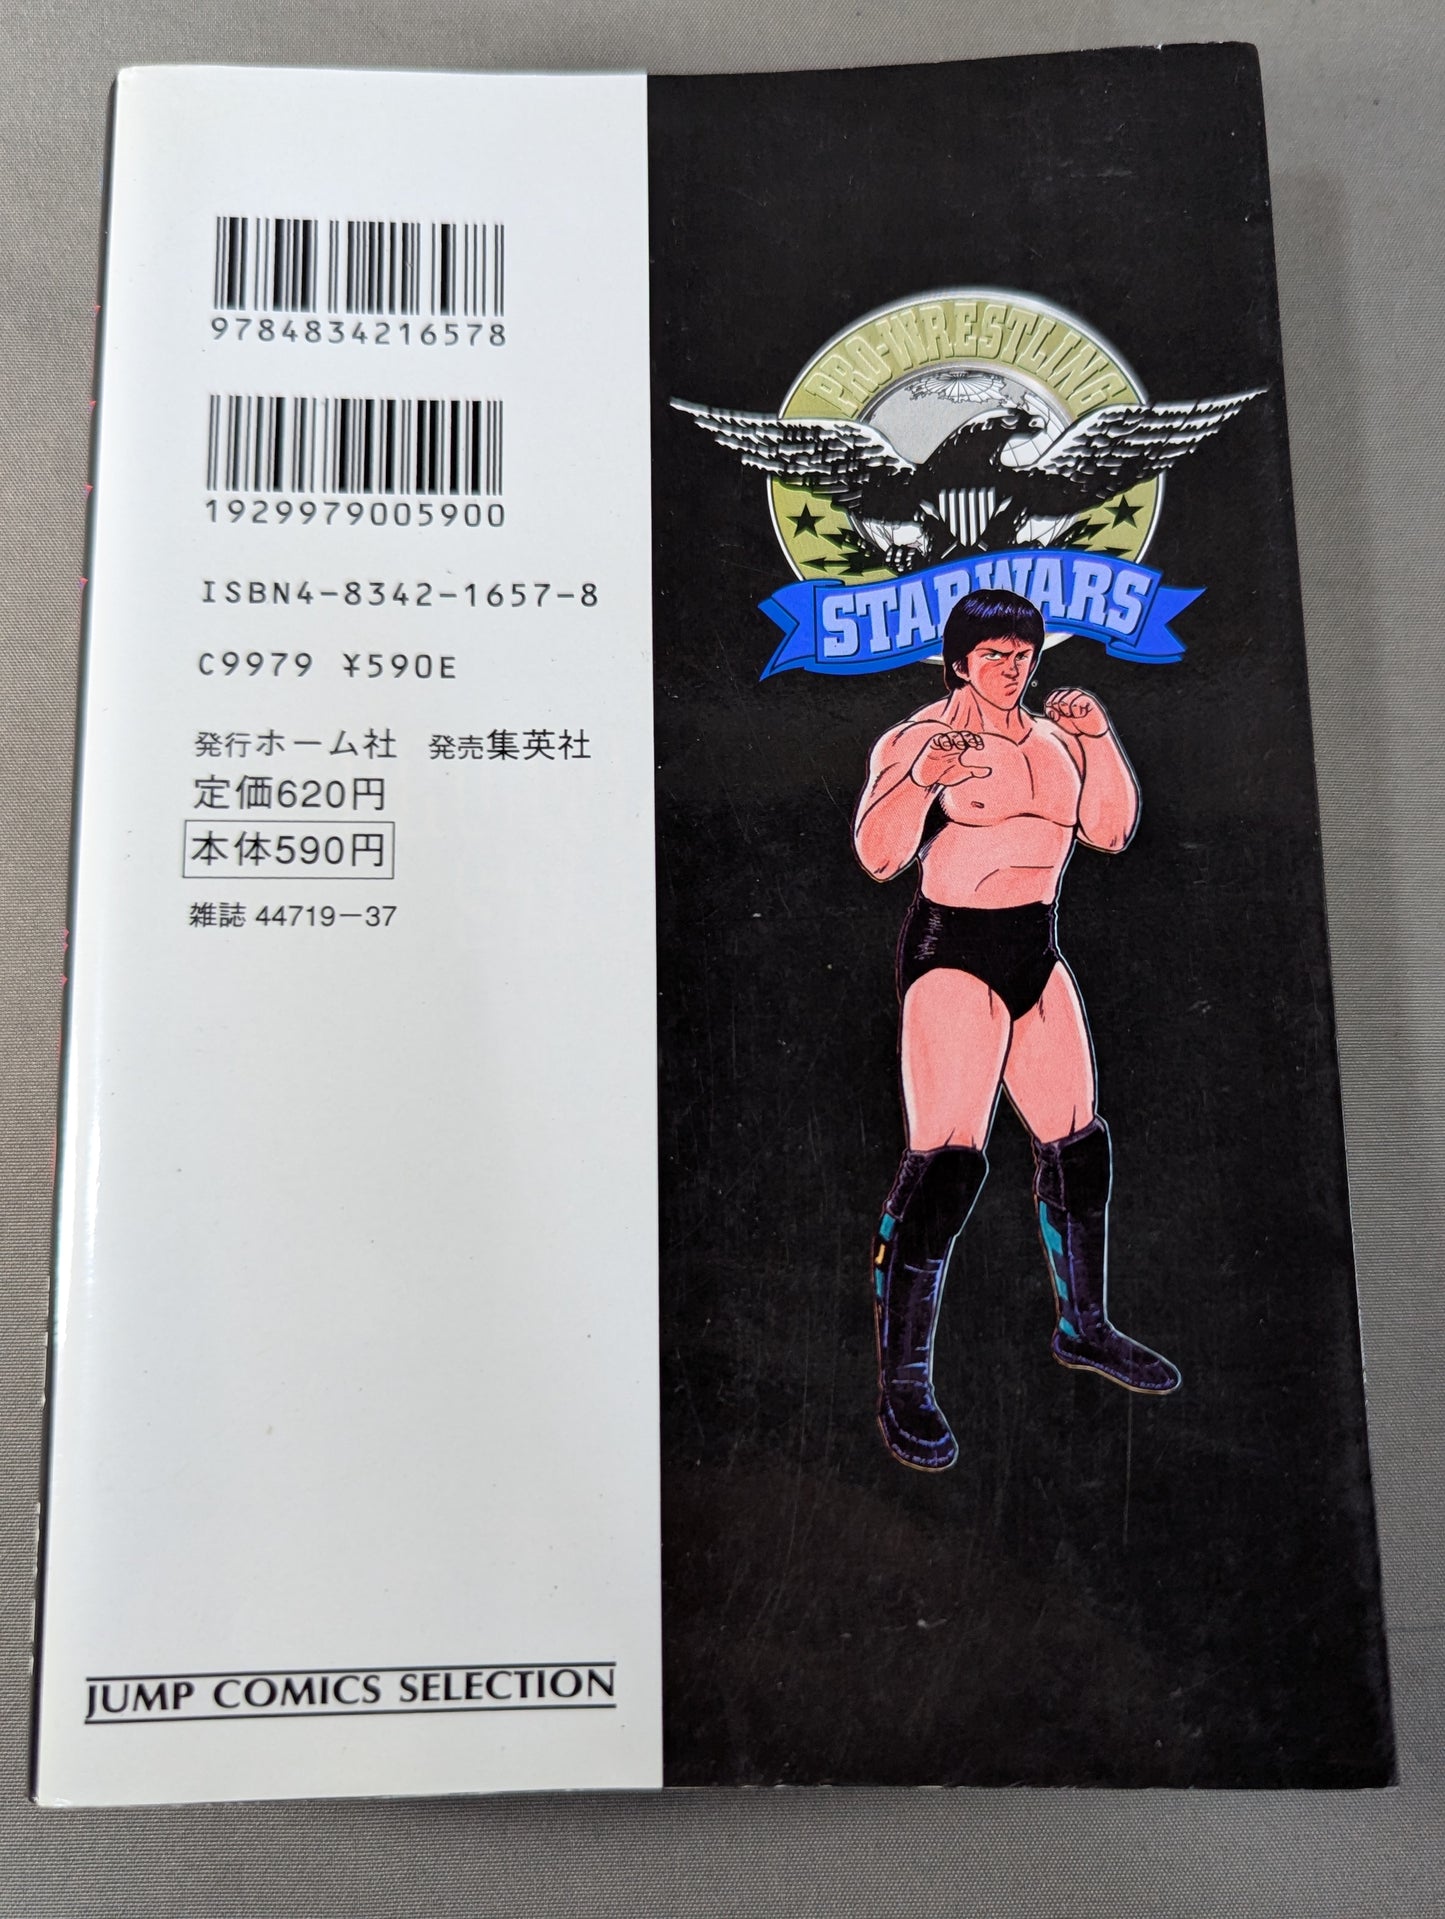 9784834216578
1929979005900
ISBN4-8342-1657-8
C9979 ¥590E
発行ホーム社 発売集英社
定価620円
本体590円
雑誌 44719-37
JUMP COMICS SELECTION
PRO-WRESTLING
STAR WARS